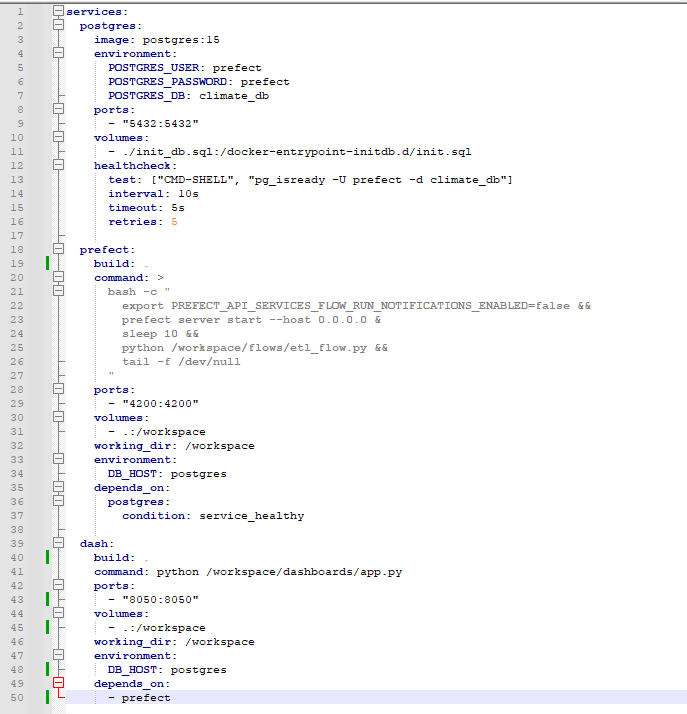 1 services:
2   postgres:
3     image: postgres:15
4     environment:
5       POSTGRES_USER: prefect
6       POSTGRES_PASSWORD: prefect
7       POSTGRES_DB: climate_db
8     ports:
9       - "5432:5432"
10     volumes:
11       - ./init_db.sql:/docker-entrypoint-initdb.d/init.sql
12     healthcheck:
13       test: ["CMD-SHELL", "pg_isready -U prefect -d climate_db"]
14       interval: 10s
15       timeout: 5s
16       retries: 5
17
18   prefect:
19     build: .
20     command: >
21       bash -c "
22         export PREFECT_API_SERVICES_FLOW_RUN_NOTIFICATIONS_ENABLED=false &&
23         prefect server start --host 0.0.0.0 &
24         sleep 10 &&
25         python /workspace/flows/etl_flow.py &&
26         tail -f /dev/null
27       "
28     ports:
29       - "4200:4200"
30     volumes:
31       - .:/workspace
32     working_dir: /workspace
33     environment:
34       DB_HOST: postgres
35     depends_on:
36       postgres:
37         condition: service_healthy
38
39   dash:
40     build: .
41     command: python /workspace/dashboards/app.py
42     ports:
43       - "8050:8050"
44     volumes:
45       - .:/workspace
46     working_dir: /workspace
47     environment:
48       DB_HOST: postgres
49     depends_on:
50       - prefect